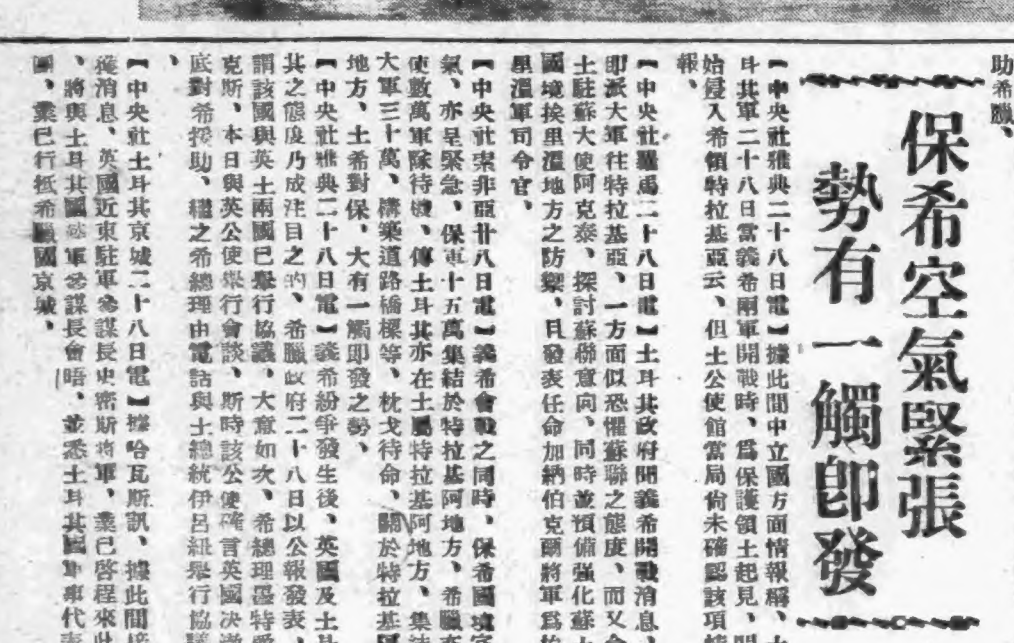 助希臘、
保希空氣緊張
勢有一觸即發
【中央社雅典二十八日電】據此間中立國方面情報稱、土
耳其軍二十八日當義希兩軍開戰時、爲保護領土起見、開
始侵入希領特拉基亞云、但土公使館當局尙未確認該項情
報、
【中央社羅馬二十八日電】土耳其政府聞義希開戰消息、
卽派大軍往特拉基亞、一方面似恐懼蘇聯之態度、而又令
土駐蘇大使阿克泰、探討蘇聯意向、同時並預備强化蘇土
國境挨里溫地方之防禦、且發表任命加納伯克爾將軍爲挨
里溫軍司令官、
【中央社索非亞廿八日電】義希會戰之同時、保希國境空
氣、亦呈緊急、保軍十五萬集結於特拉基阿地方、希臘亦
使數萬軍隊待機、傳土耳其亦在土屬特拉基阿地方、集法
大軍三十萬、構築道路橋樑等、枕戈待命、關於特拉基阿
地方、土希對保、大有一觸卽發之勢、
【中央社雅典二十八日電】義希紛爭發生後、英國及土耳
其之態度乃成注目之的、希臘政府二十八日以公報發表、
謂該國與英土兩國已舉行協議、大意如次、希總理墨特愛
克斯、本日與英公使舉行會談、斯時該公使確言英國決澈
底對希援助、繼之希總理由電話與土總統伊呂紐舉行協議
、
【中央社土耳其京城二十八日電】據哈瓦斯訊、據此間接
獲消息、英國近東駐軍參謀長史密斯將軍、業已啓程來此
、將與土耳其國軍參謀長會晤、並悉土耳其國軍事代表
團、業已行抵希臘國京城、